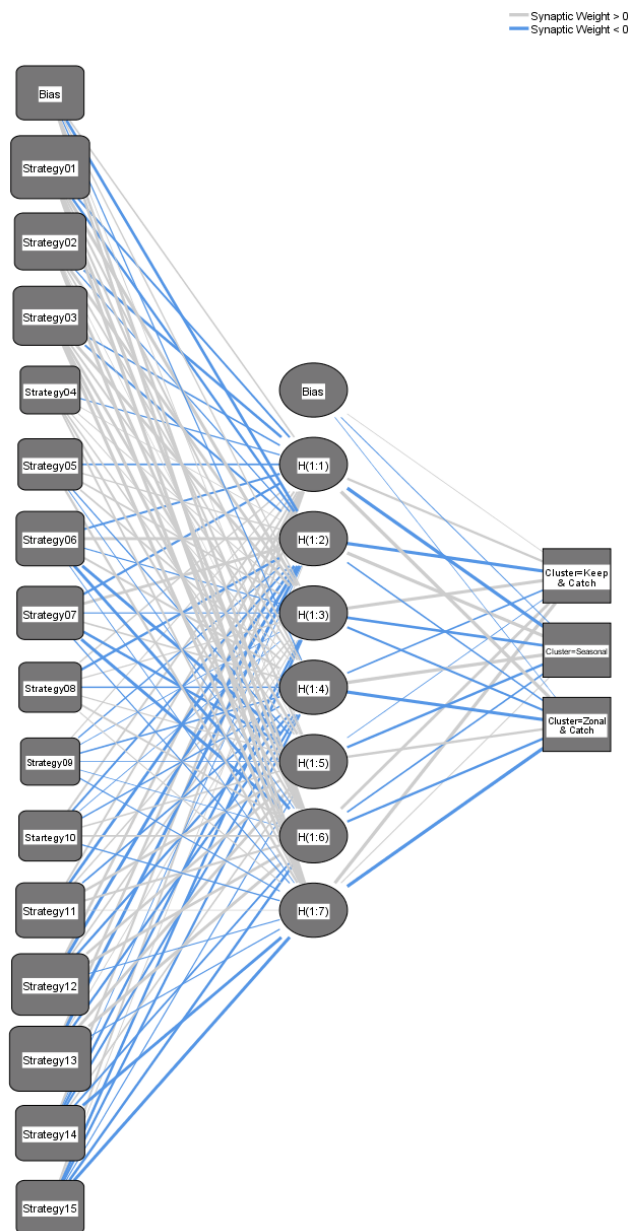 Synaptic Weight > 0
Synaptic Weight < 0
Bias
Strategy01
Strategy02
Strategy03
Strategy04
Strategy05
Strategy06
Strategy07
Strategy08
Strategy09
Startegy10
Strategy11
Strategy12
Strategy13
Strategy14
Strategy15
Bias
H(1:1)
H(1:2)
H(1:3)
H(1:4)
H(1:5)
H(1:6)
H(1:7)
Cluster=Keep
& Catch
Cluster=Seasonal
Cluster=Zonal
& Catch